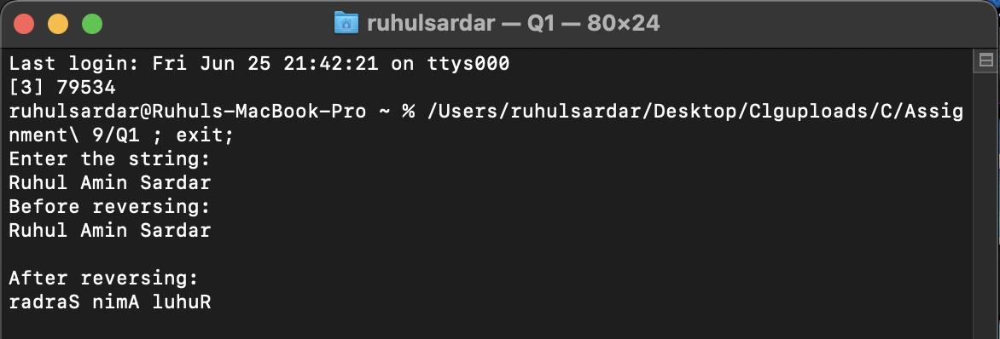 ruhulsardar — Q1 — 80×24
Last login: Fri Jun 25 21:42:21 on ttys000
[3] 79534
ruhulsardar@Ruhuls-MacBook-Pro ~ % /Users/ruhulsardar/Desktop/Clguploads/C/Assig
nment\ 9/Q1 ; exit;
Enter the string:
Ruhul Amin Sardar
Before reversing:
Ruhul Amin Sardar
After reversing:
radraS nimA luhuR